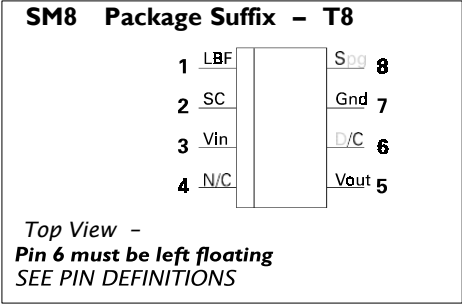 SM8 Package Suffix – T8
1 LBF Spg 8
2 SC Gnd 7
3 Vin D/C 6
4 N/C Vout 5
Top View –
Pin 6 must be left floating
SEE PIN DEFINITIONS